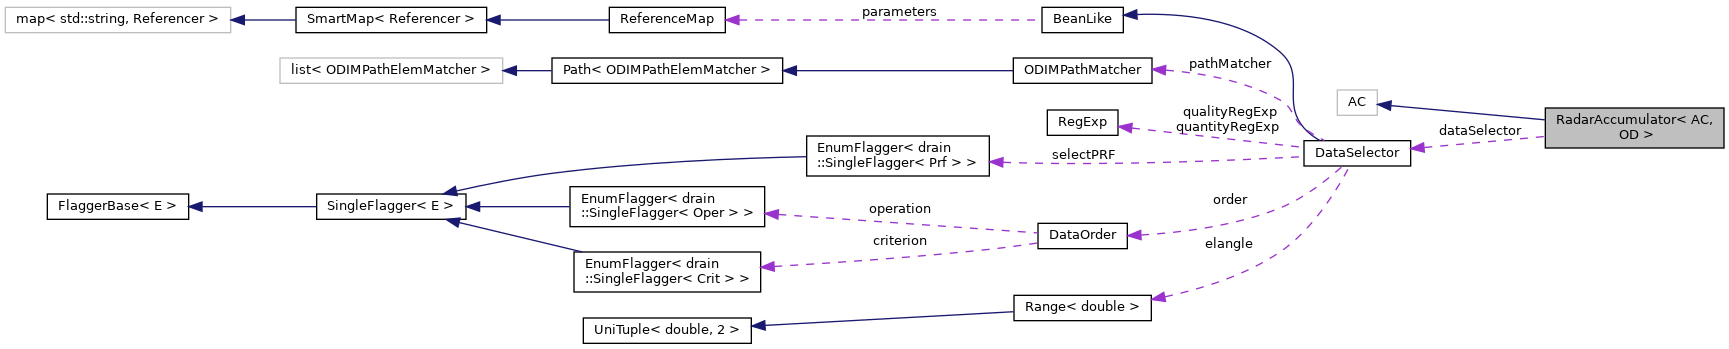 map< std::string, Referencer >
SmartMap< Referencer >
ReferenceMap
parameters
BeanLike
list< ODIMPathElemMatcher >
Path< ODIMPathElemMatcher >
ODIMPathMatcher
pathMatcher
AC
RadarAccumulator< AC,
OD >
dataSelector
RegExp
qualityRegExp
quantityRegExp
DataSelector
EnumFlagger< drain
::SingleFlagger< Prf > >
selectPRF
FlaggerBase< E >
SingleFlagger< E >
EnumFlagger< drain
::SingleFlagger< Oper > >
operation
order
DataOrder
criterion
elangle
EnumFlagger< drain
::SingleFlagger< Crit > >
Range< double >
UniTuple< double, 2 >